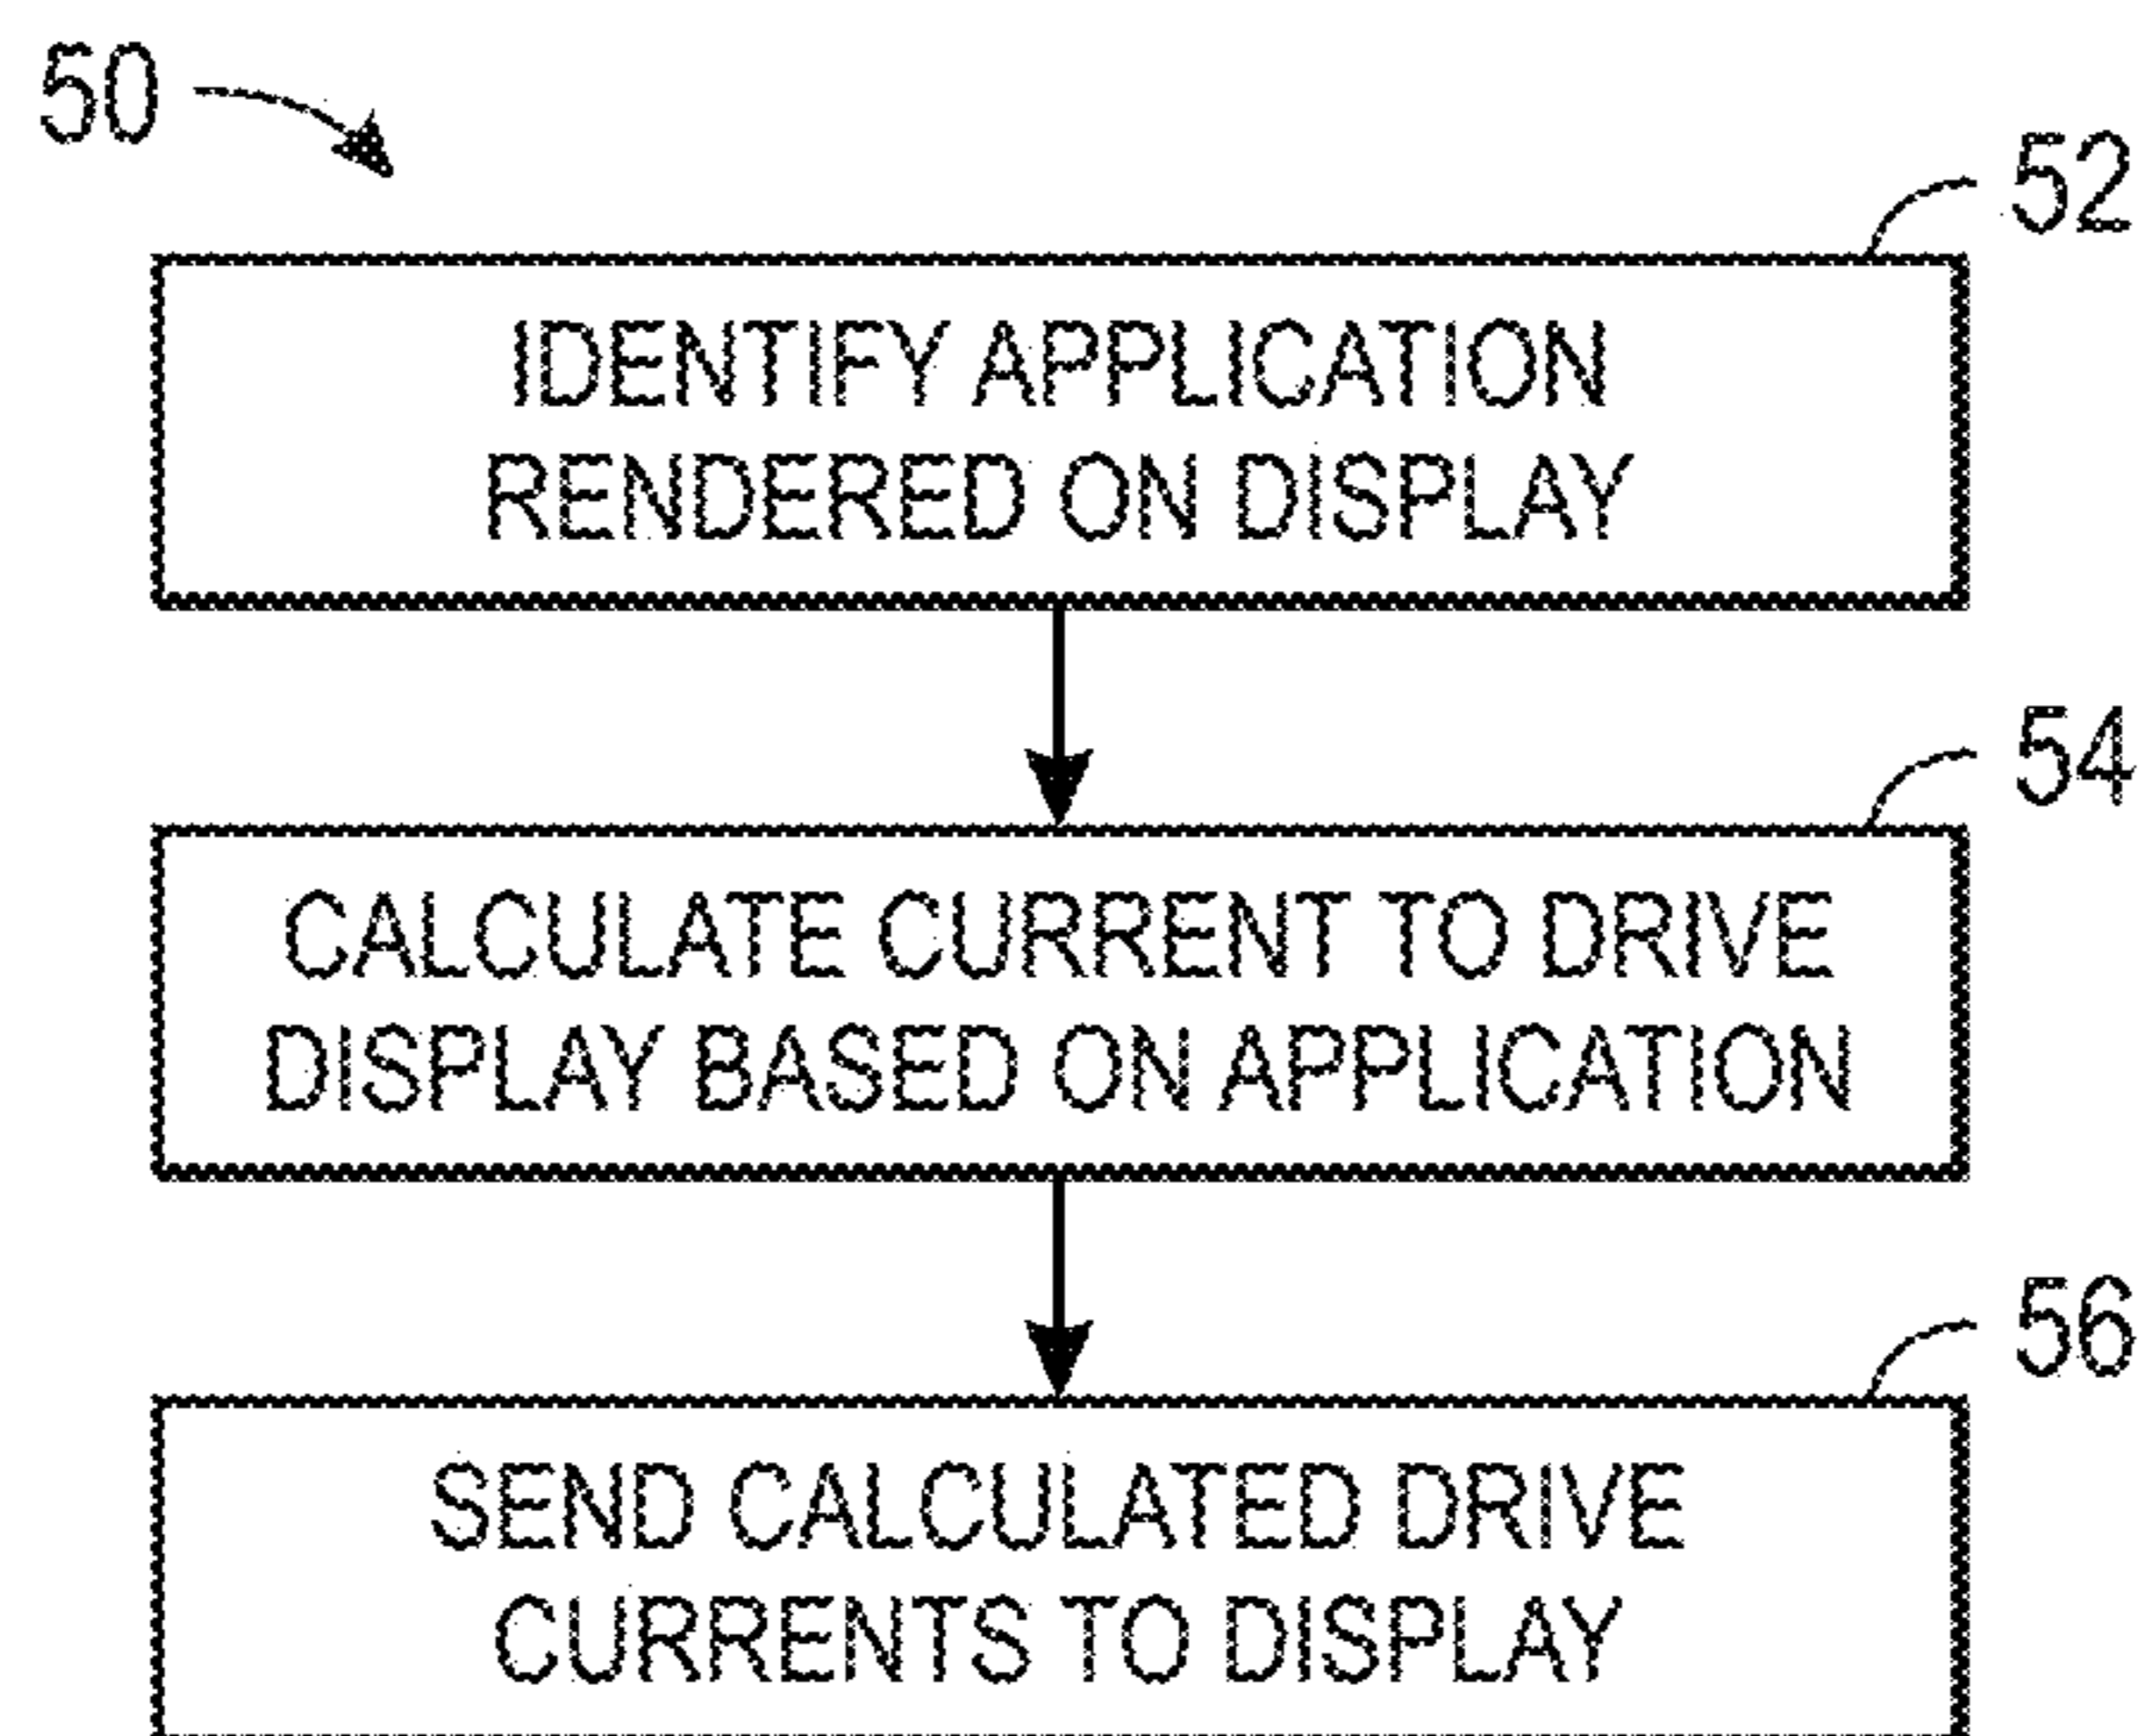 50
52
IDENTIFY APPLICATION
RENDERED ON DISPLAY
54
CALCULATE CURRENT TO DRIVE
DISPLAY BASED ON APPLICATION
56
SEND CALCULATED DRIVE
CURRENTS TO DISPLAY